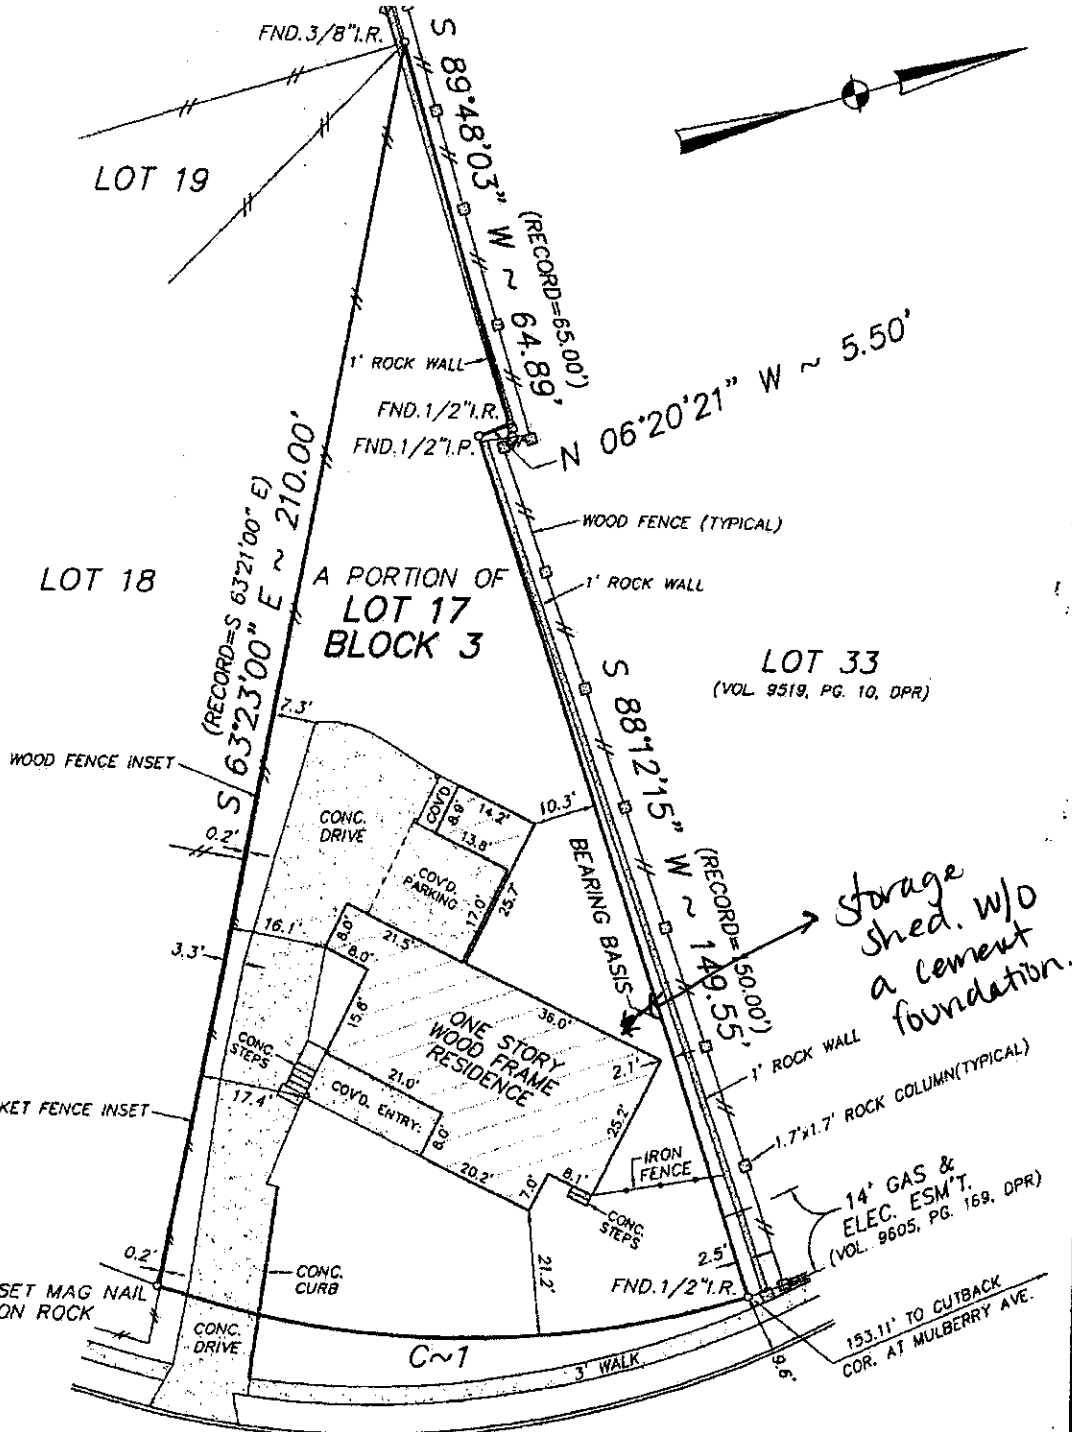 FND.3/8"I.R.
S 89°48'03" W ~ 64.89'
(RECORD=65.00')
LOT 19
1' ROCK WALL
FND.1/2"I.R.
FND.1/2"I.P.
N 06°20'21" W ~ 5.50'
WOOD FENCE (TYPICAL)
1' ROCK WALL
(RECORD=S 63°21'00" E)
S 63°23'00" E ~ 210.00'
LOT 18
A PORTION OF
LOT 17
BLOCK 3
LOT 33
(VOL. 9519, PG. 10, DPR)
S 88°12'15" W ~ 149.55'
(RECORD=150.00')
BEARING BASIS
7.3'
WOOD FENCE INSET
0.2'
CONC.
DRIVE
COV'D.
8.9'
14.2'
13.8'
10.3'
COV'D.
PARKING
17.0'
25.7'
16.1'
3.3'
8.0'
8.0'
21.5'
36.0'
15.8'
ONE STORY
WOOD FRAME
RESIDENCE
storage
shed. w/o
a cement
foundation.
CONC.
STEPS
21.0'
COV'D. ENTRY:
8.0'
2.1'
25.2'
1' ROCK WALL
1.7'x1.7' ROCK COLUMN(TYPICAL)
KET FENCE INSET
17.4'
20.2'
7.0'
8.1'
IRON
FENCE
CONC.
STEPS
14' GAS &
ELEC. ESM'T.
(VOL. 9605, PG. 169, DPR)
0.2'
SET MAG NAIL
ON ROCK
CONC.
CURB
21.2'
2.5'
FND.1/2"I.R.
CONC.
DRIVE
C~1
3' WALK
9.6'
153.11' TO CUTBACK
COR. AT MULBERRY AVE.